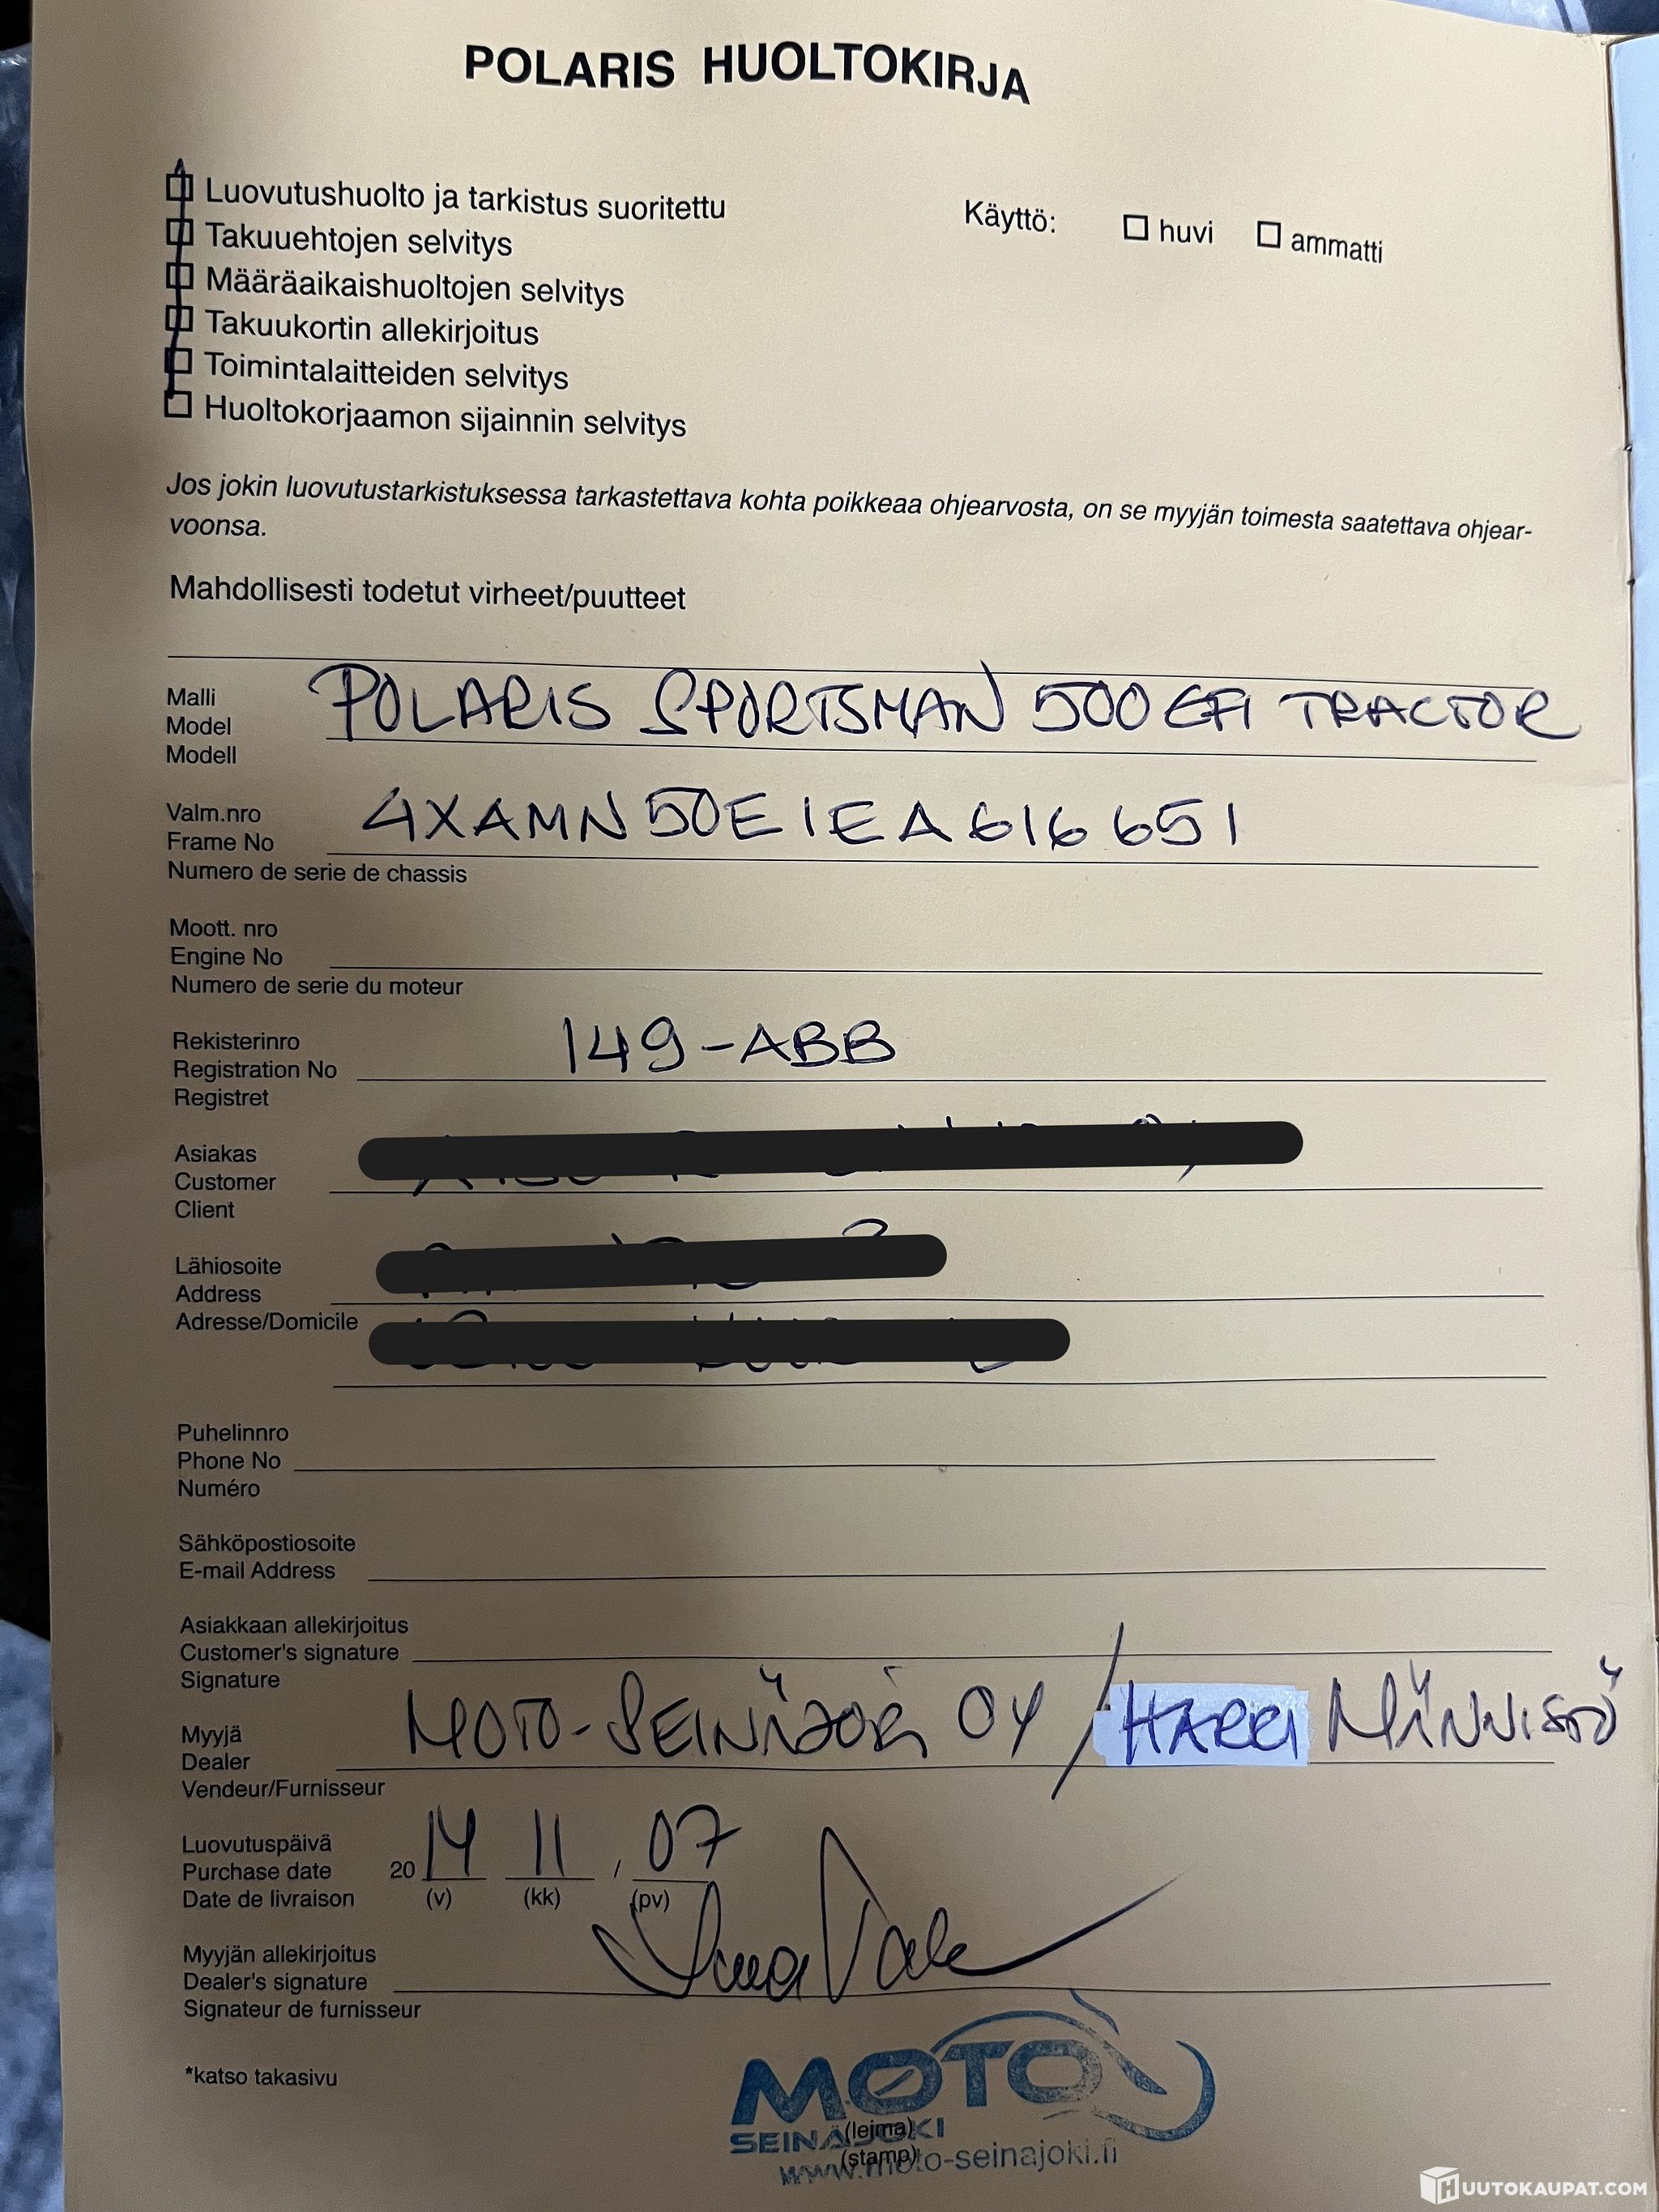 POLARIS HUOLTOKIRJA
Luovutushuolto ja tarkistus suoritettu
Käyttö: huvi ammatti
Takuuehtojen selvitys
Määräaikaishuoltojen selvitys
Takuukortin allekirjoitus
Toimintalaitteiden selvitys
Huoltokorjaamon sijainnin selvitys
Jos jokin luovutustarkistuksessa tarkastettava kohta poikkeaa ohjearvosta, on se myyjän toimesta saatettava ohjear-
voonsa.
Mahdollisesti todetut virheet/puutteet
Malli
Model POLARIS SPORTSMAN 500 EFI TRACTOR
Modell
Valm.nro
Frame No 4XAMN50E1EA616651
Numero de serie de chassis
Moott. nro
Engine No
Numero de serie du moteur
Rekisterinro
Registration No 149-ABB
Registret
Asiakas
Customer
Client
Lähiosoite
Address
Adresse/Domicile
Puhelinnro
Phone No
Numéro
Sähköpostiosoite
E-mail Address
Asiakkaan allekirjoitus
Customer's signature
Signature
Myyjä
Dealer MOTO-SEINÄJOKI OY / HARRI MÄNNISTÖ
Vendeur/Furnisseur
Luovutuspäivä
Purchase date 20 14 11 / 07
Date de livraison (v) (kk) (pv)
Myyjän allekirjoitus
Dealer's signature
Signateur de furnisseur
*katso takasivu
MOTO
SEINÄJOKI
(leima)
(stamp)
www.moto-seinajoki.fi
HUUTOKAUPAT.COM